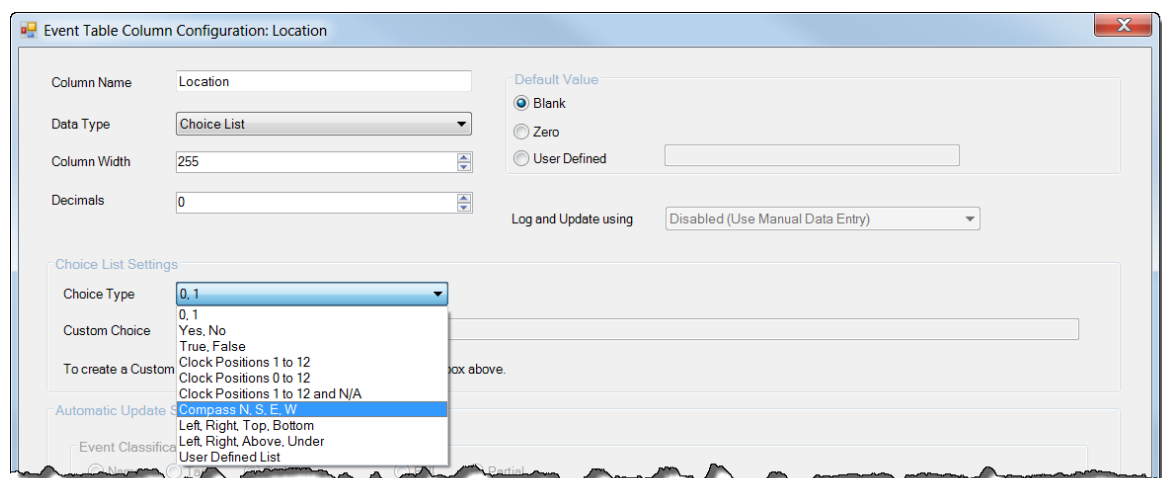 Event Table Column Configuration: Location
X
Column Name Location
Default Value
Blank
Data Type Choice List
Zero
Column Width 255
User Defined
Decimals 0
Log and Update using Disabled (Use Manual Data Entry)
Choice List Settings
Choice Type 0, 1
0, 1
Custom Choice
Yes, No
True, False
Clock Positions 1 to 12
To create a Custom box above.
Clock Positions 0 to 12
Clock Positions 1 to 12 and N/A
Automatic Update S
Compass N, S, E, W
Left, Right, Top, Bottom
Left, Right, Above, Under
Event Classifica
User Defined List
Partial